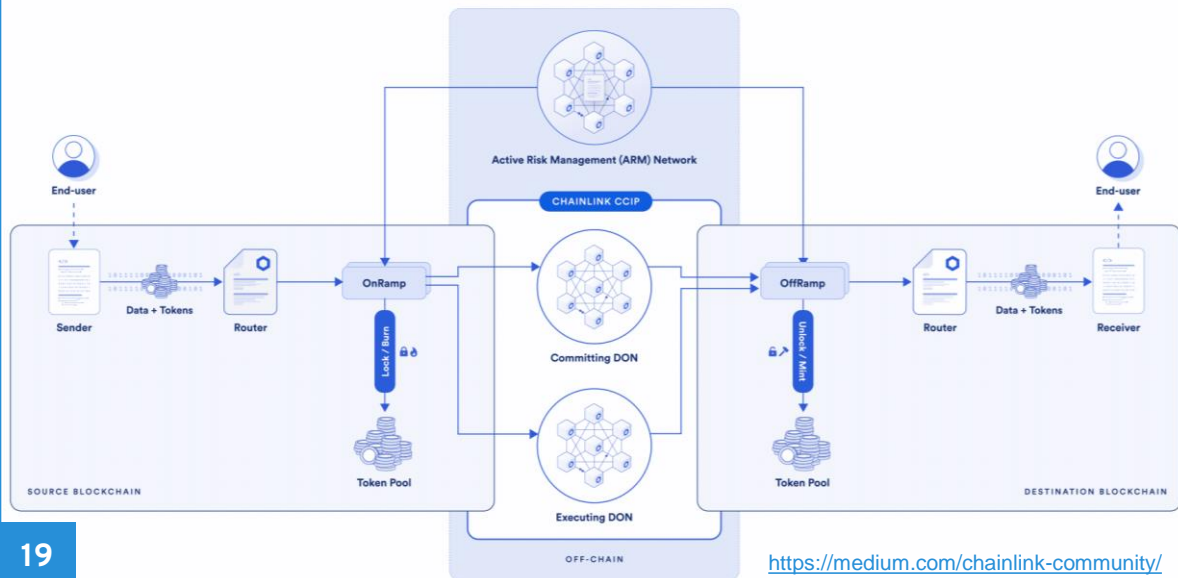 Active Risk Management (ARM) Network
End-user
End-user
CHAINLINK CCIP
Sender
Data + Tokens
Router
OnRamp
Lock / Burn
Token Pool
SOURCE BLOCKCHAIN
Committing DON
Executing DON
OFF-CHAIN
OffRamp
Unlock / Mint
Token Pool
Router
Data + Tokens
Receiver
DESTINATION BLOCKCHAIN
19
https://medium.com/chainlink-community/